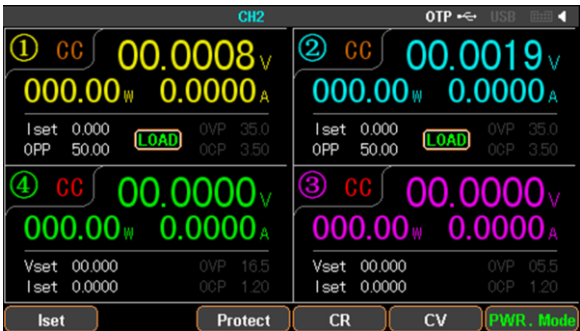 CH2 OTP USB
① CC 00.0008 V
000.00 W 0.0000 A
Iset 0.000 LOAD OVP 35.0
OPP 50.00 OCP 3.50
② CC 00.0019 V
000.00 W 0.0000 A
Iset 0.000 LOAD OVP 35.0
OPP 50.00 OCP 3.50
④ CC 00.0000 V
000.00 W 0.0000 A
Vset 00.000 OVP 16.5
Iset 0.0000 OCP 1.20
③ CC 00.0000 V
000.00 W 0.0000 A
Vset 00.000 OVP 05.5
Iset 0.0000 OCP 1.20
Iset Protect CR CV PWR. Mode